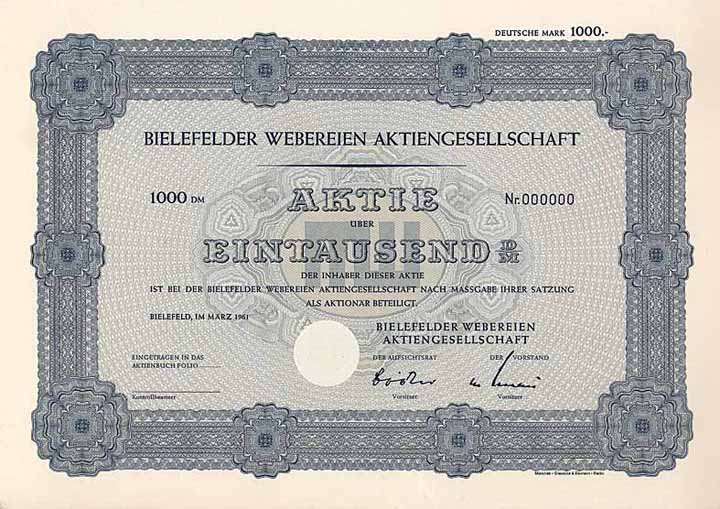 DEUTSCHE MARK 1000.-
BIELEFELDER WEBEREIEN AKTIENGESELLSCHAFT
1000 DM
AKTIE
Nr. 000000
ÜBER
EINTAUSEND DM
DER INHABER DIESER AKTIE
IST BEI DER BIELEFELDER WEBEREIEN AKTIENGESELLSCHAFT NACH MASSGABE IHRER SATZUNG
ALS AKTIONÄR BETEILIGT.
BIELEFELD, IM MÄRZ 1961
BIELEFELDER WEBEREIEN
AKTIENGESELLSCHAFT
EINGETRAGEN IN DAS
AKTIENBUCH FOLIO
DER AUFSICHTSRAT
DER VORSTAND
Kontrollbeamter
Vorsitzer
Vorsitzer